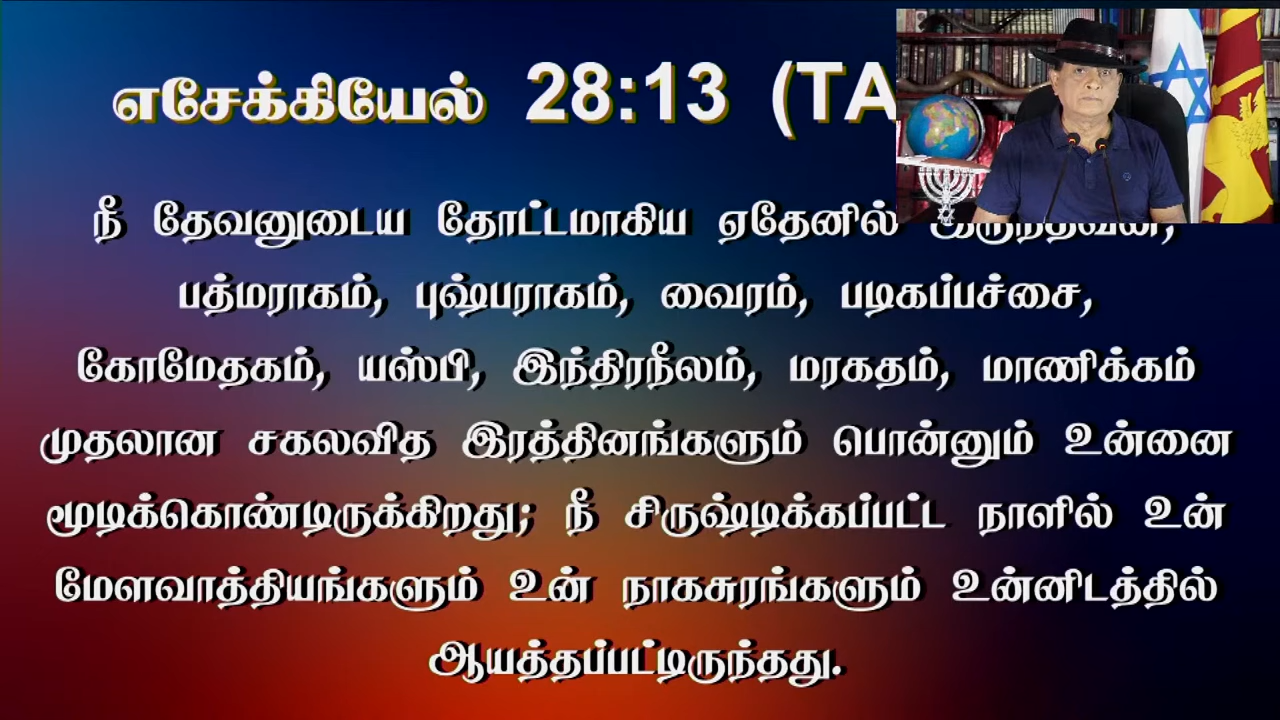 எசேக்கியேல் 28:13 (TA
நீ தேவனுடைய தோட்டமாகிய ஏதேனில்
பத்மராகம், புஷ்பராகம், வைரம், படிகப்பச்சை,
கோமேதகம், யஸ்பி, இந்திரநீலம், மரகதம், மாணிக்கம்
முதலான சகலவித இரத்தினங்களும் பொன்னும் உன்னை
மூடிக்கொண்டிருக்கிறது; நீ சிருஷ்டிக்கப்பட்ட நாளில் உன்
மேளவாத்தியங்களும் உன் நாகசுரங்களும் உன்னிடத்தில்
ஆயத்தப்பட்டிருந்தது.